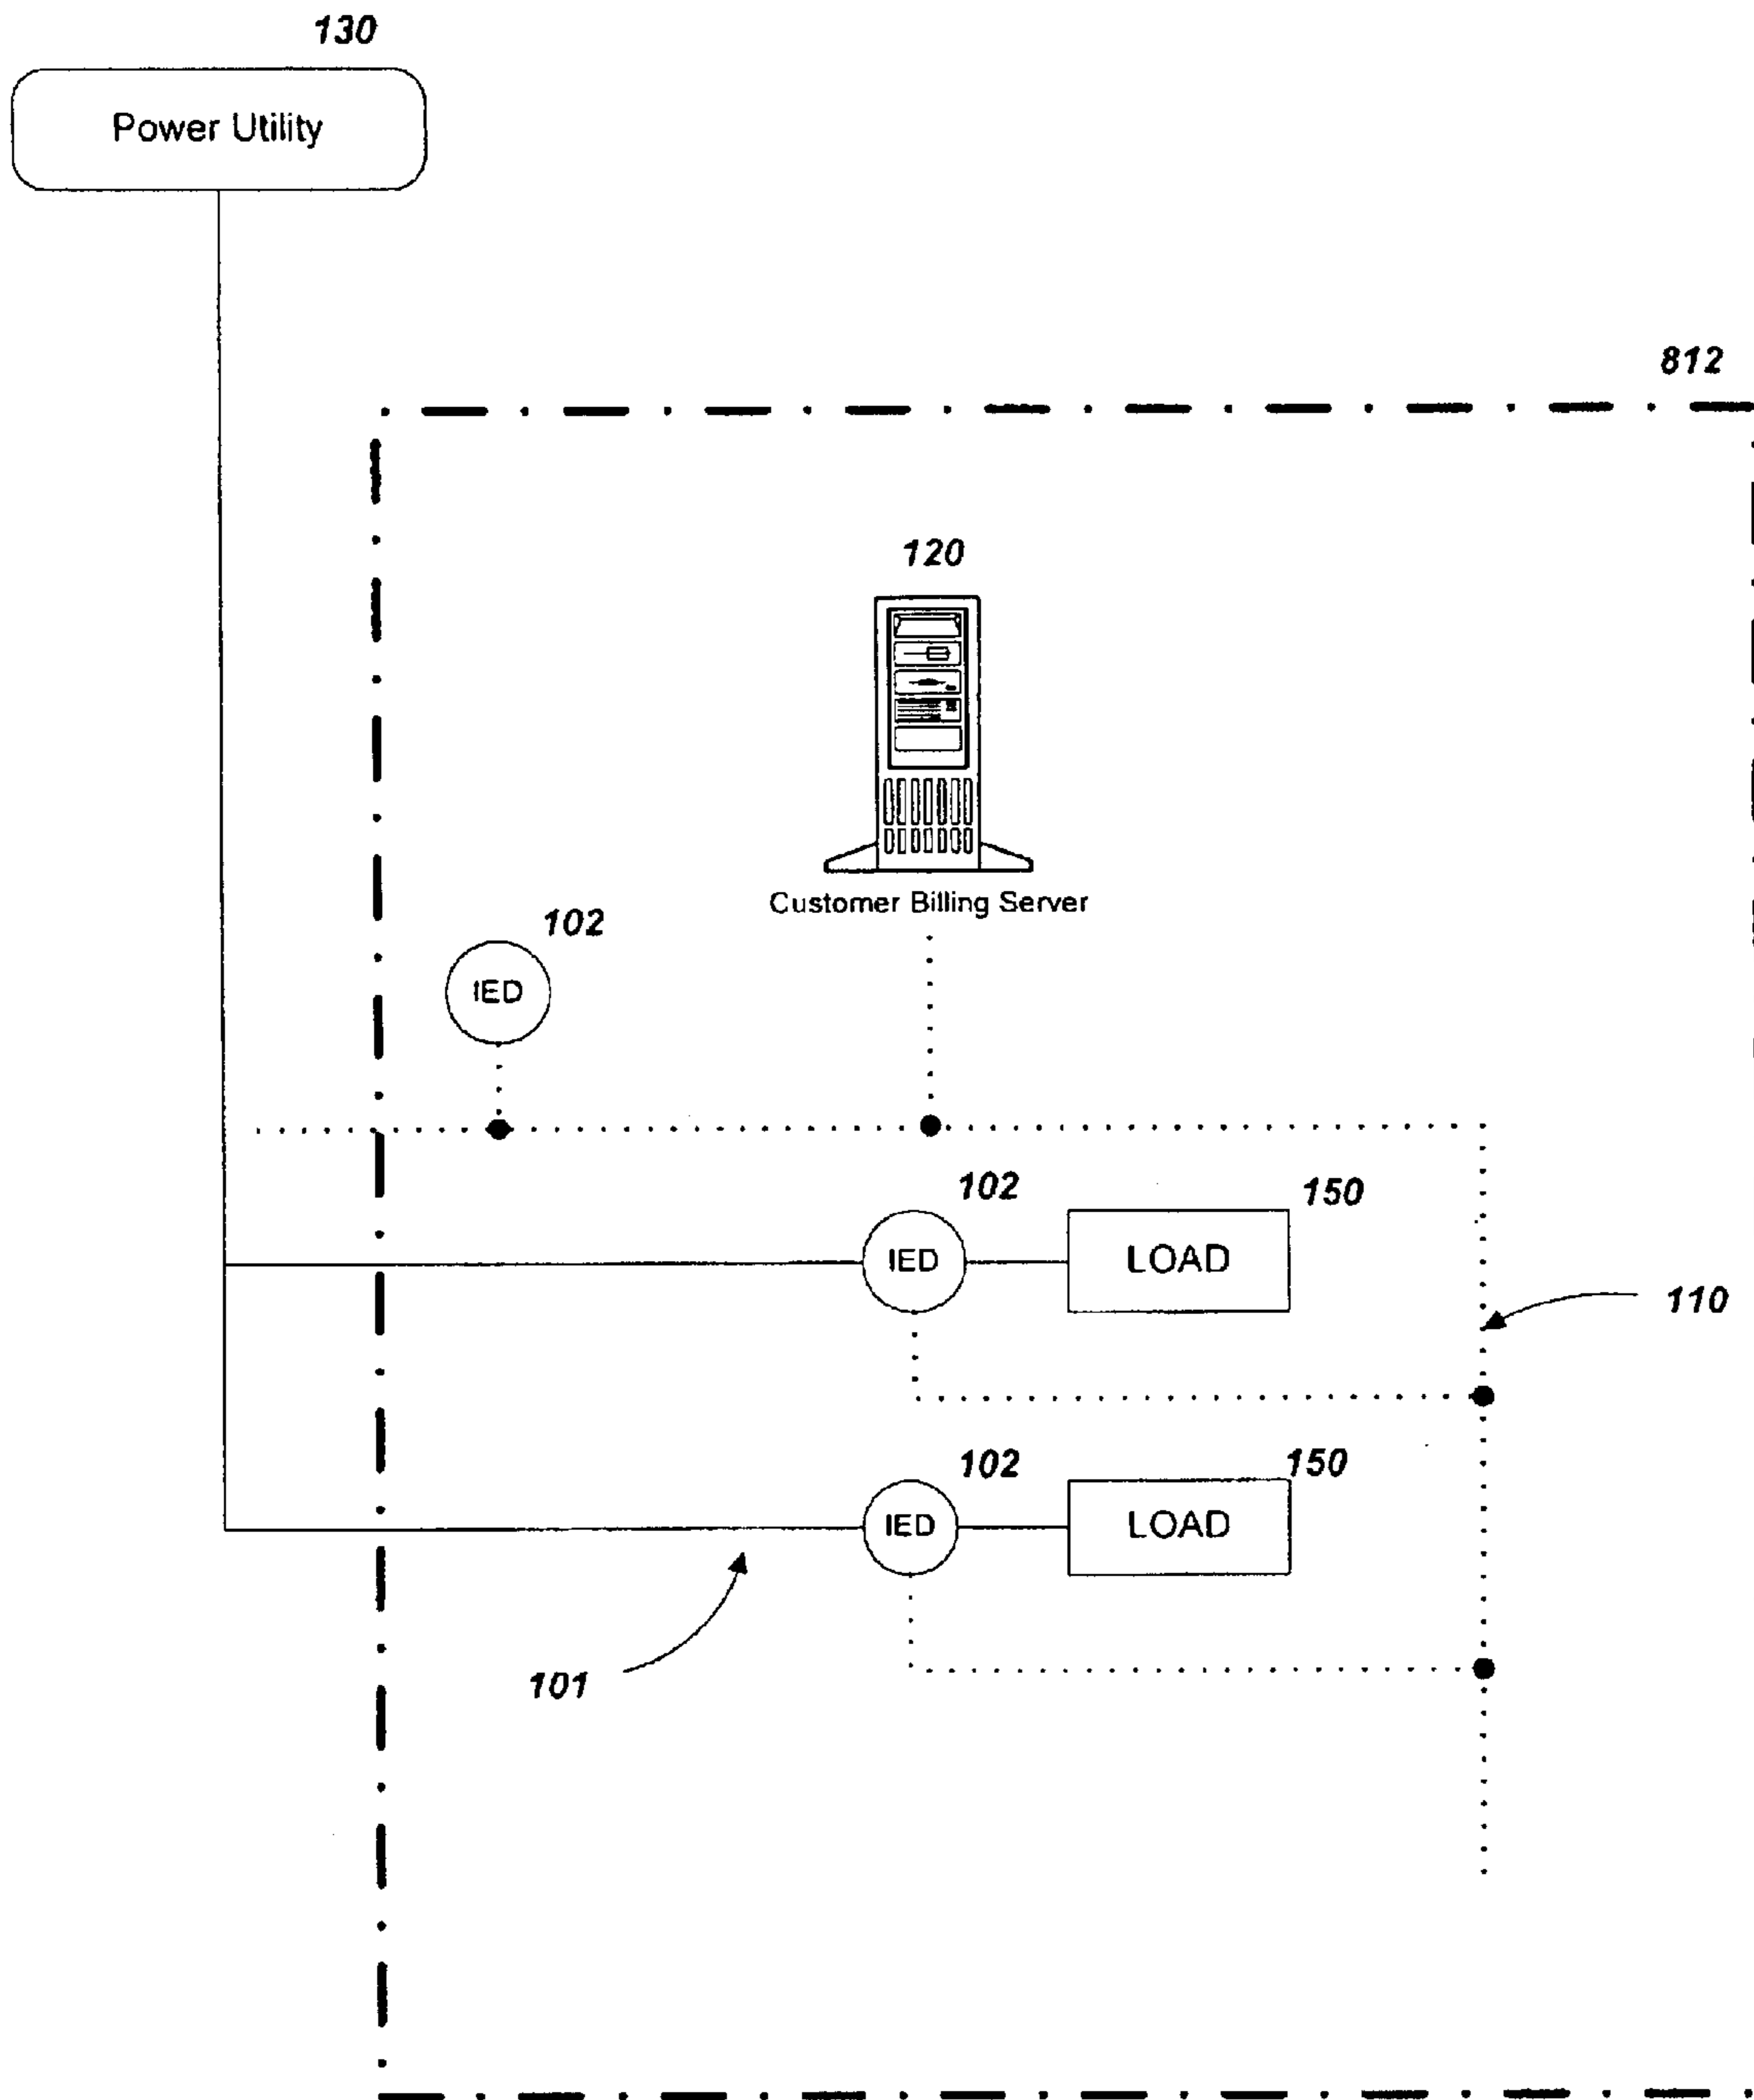 130
Power Utility
812
120
Customer Billing Server
102
IED
102
150
IED
LOAD
110
102
150
IED
LOAD
101